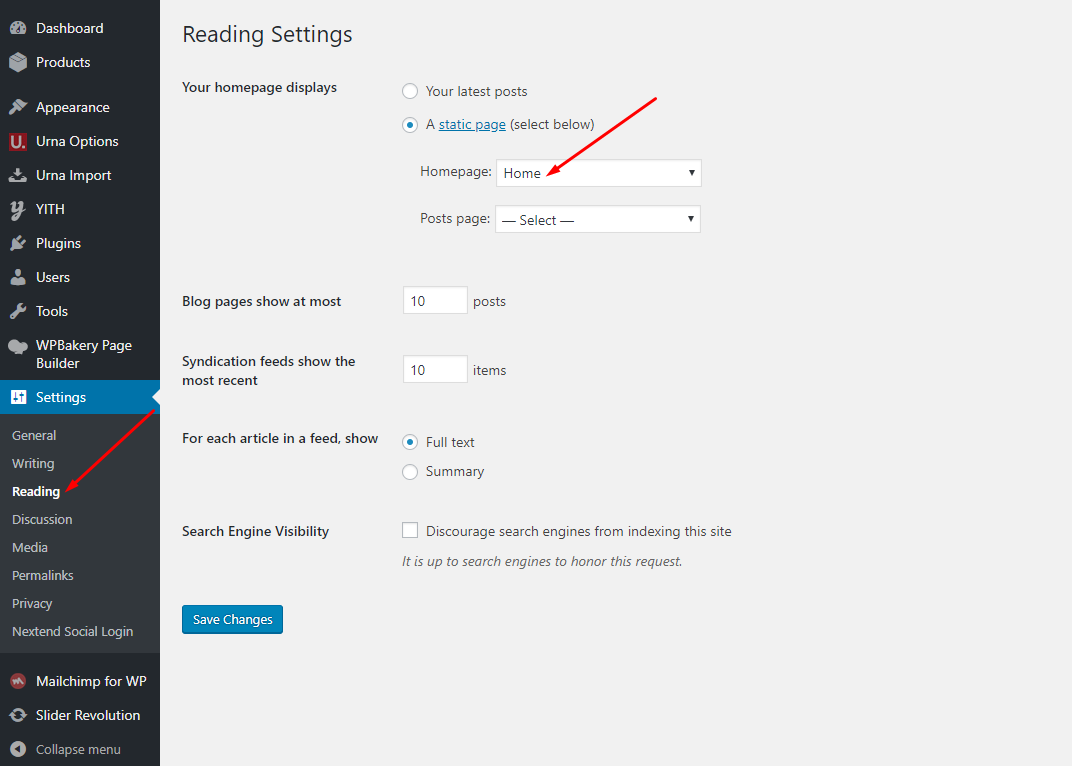 Dashboard
Products
Appearance
U. Urna Options
Urna Import
YITH
Plugins
Users
Tools
WPBakery Page
Builder
Settings
General
Writing
Reading
Discussion
Media
Permalinks
Privacy
Nextend Social Login
Mailchimp for WP
Slider Revolution
Collapse menu
Reading Settings
Your homepage displays
Your latest posts
A static page (select below)
Homepage: Home
Posts page: — Select —
Blog pages show at most 10 posts
Syndication feeds show the
most recent
10 items
For each article in a feed, show
Full text
Summary
Search Engine Visibility
Discourage search engines from indexing this site
It is up to search engines to honor this request.
Save Changes